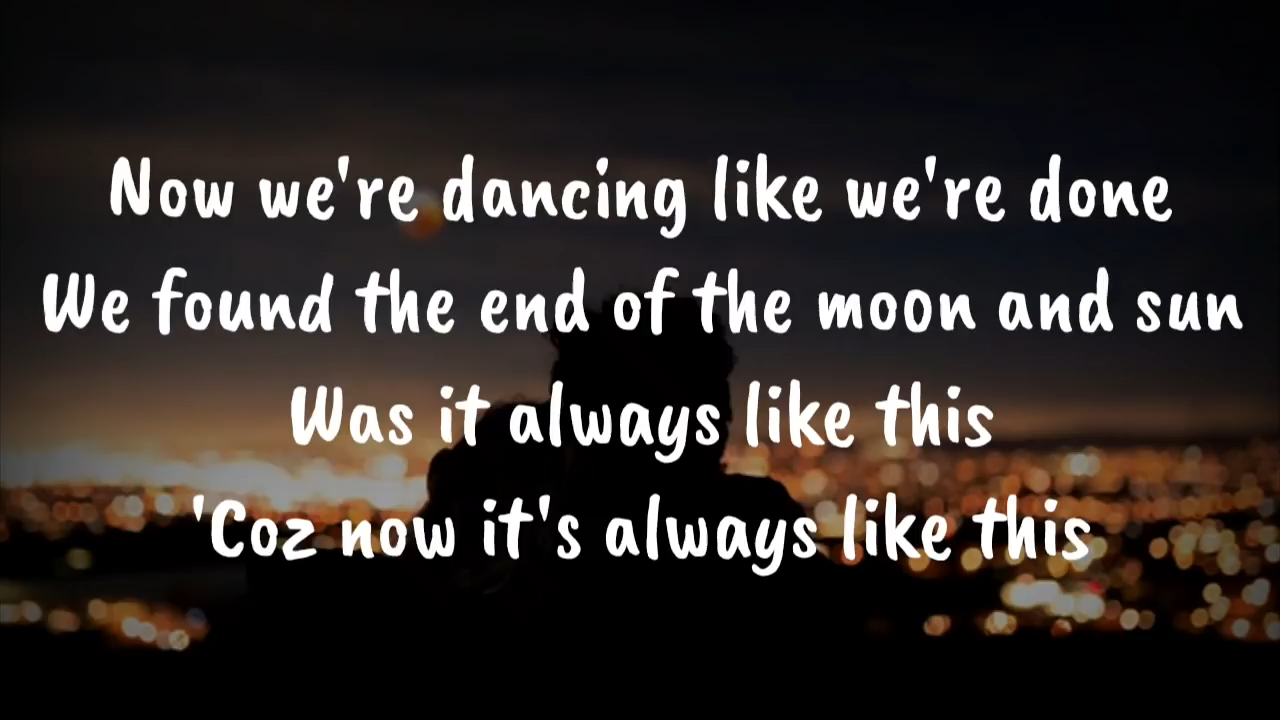 Now we're dancing like we're done
We found the end of the moon and sun
Was it always like this
'Coz now it's always like this